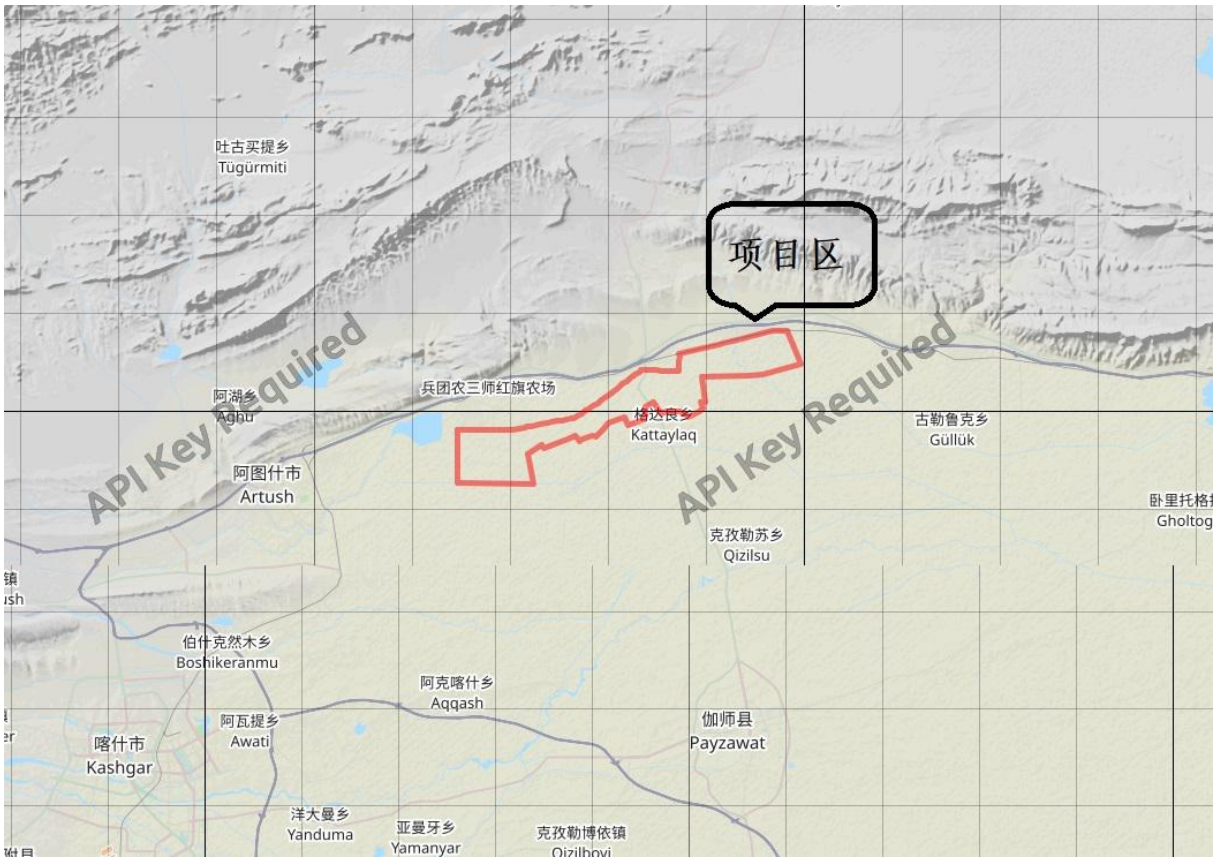 吐古买提乡
Tügürmiti
项目区
API Key Required
API Key Required
兵团农三师红旗农场
阿湖乡
Aghu
格达良乡
Kattaylaq
古勒鲁克乡
Güllük
阿图什市
Artush
卧里托格
Gholtog
克孜勒苏乡
Qizilsu
镇
ush
伯什克然木乡
Boshikeranmu
阿克喀什乡
Aqqash
阿瓦提乡
Awati
伽师县
Payzawat
er
喀什市
Kashgar
洋大曼乡
Yanduma
亚曼牙乡
Yamanyar
克孜勒博依镇
Qizilboyi